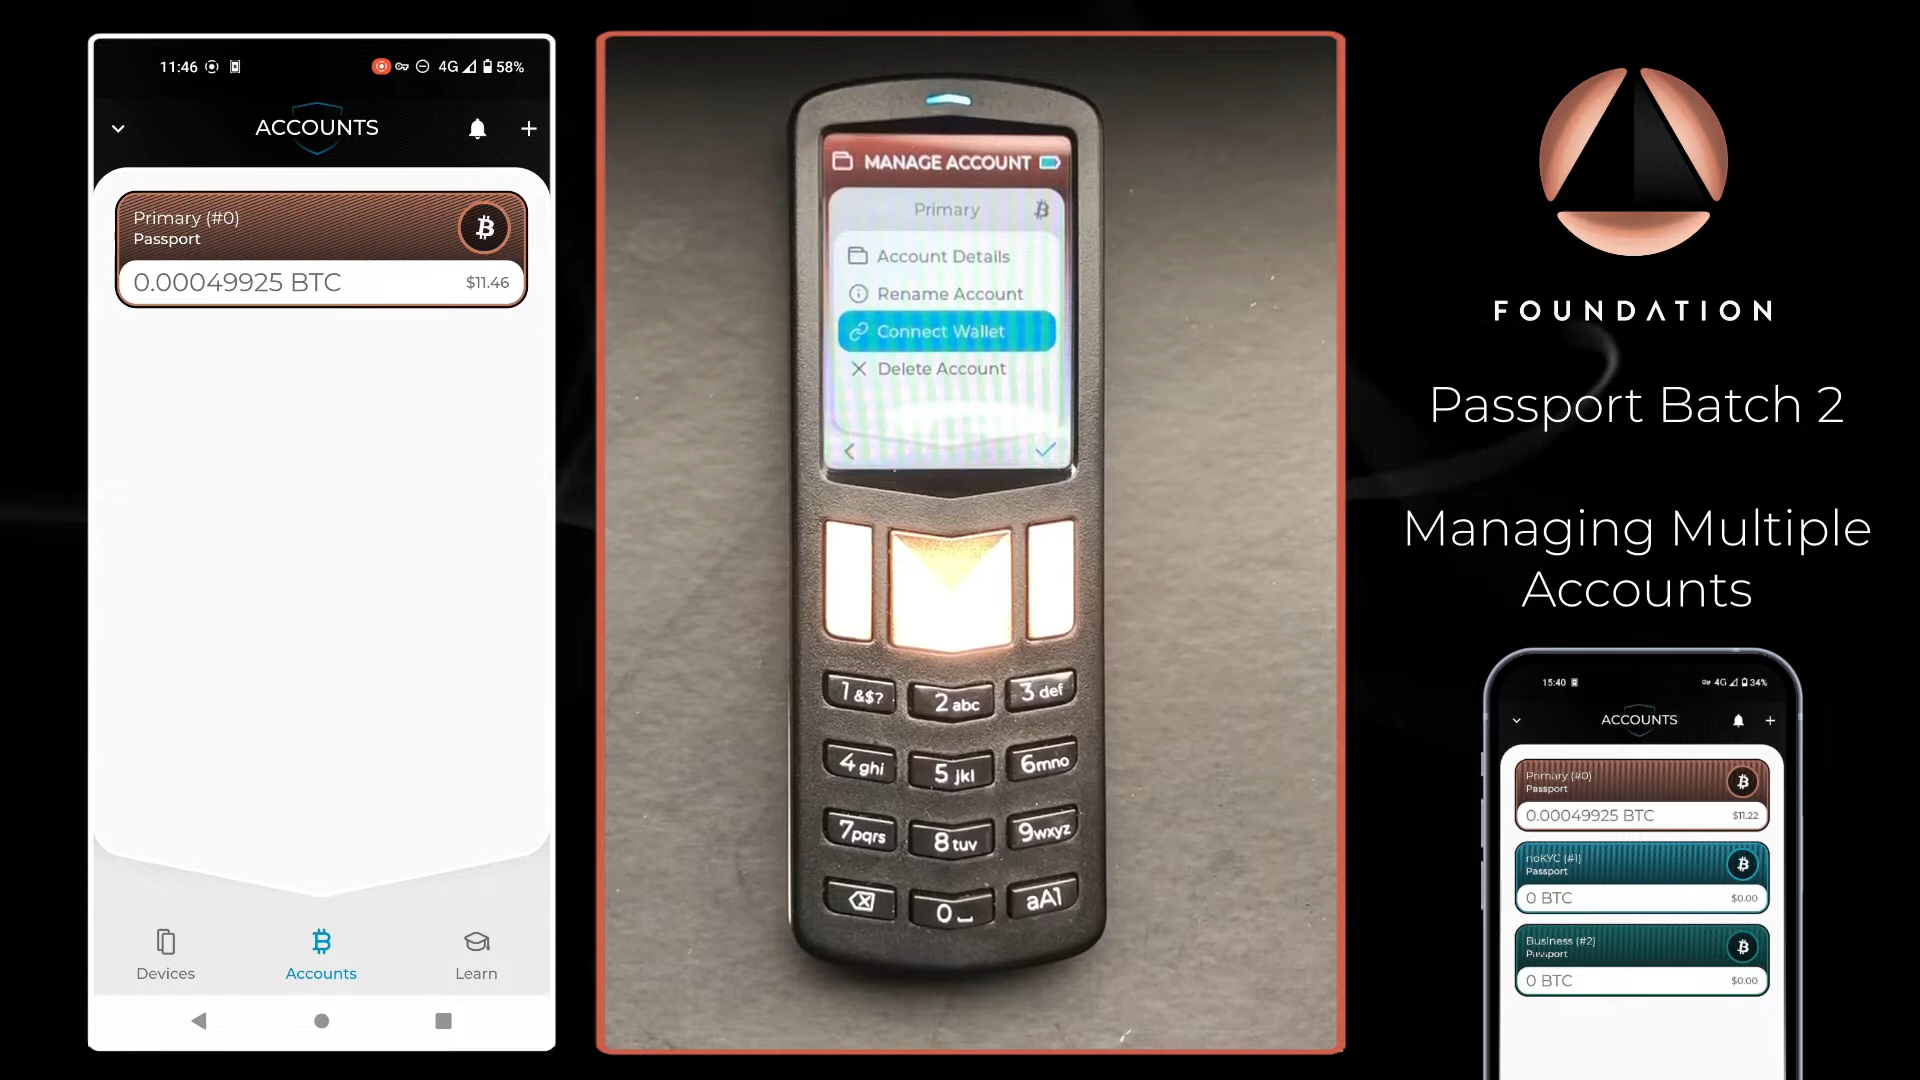 11:46
4G
58%
ACCOUNTS
Primary (#0)
Passport
0.00049925 BTC
$11.46
Devices
Accounts
Learn
MANAGE ACCOUNT
Primary
Account Details
Rename Account
Connect Wallet
Delete Account
1 &$?
2 abc
3 def
4 ghi
5 jkl
6 mno
7 pqrs
8 tuv
9 wxyz
0
aA1
FOUNDATION
Passport Batch 2
Managing Multiple
Accounts
15:40
4G
34%
ACCOUNTS
Primary (#0)
Passport
0.00049925 BTC
$11.22
noKYC (#1)
Passport
0 BTC
$0.00
Business (#2)
Passport
0 BTC
$0.00